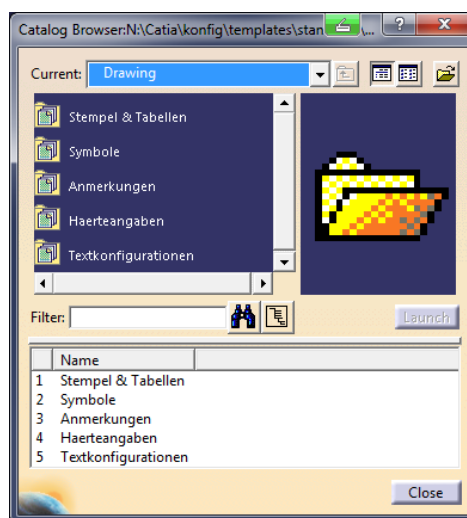 Catalog Browser:N:\Catia\konfig\templates\stan \...
Current: Drawing
Stempel & Tabellen
Symbole
Anmerkungen
Haerteangaben
Textkonfigurationen
Filter:
Launch
Name
1 Stempel & Tabellen
2 Symbole
3 Anmerkungen
4 Haerteangaben
5 Textkonfigurationen
Close